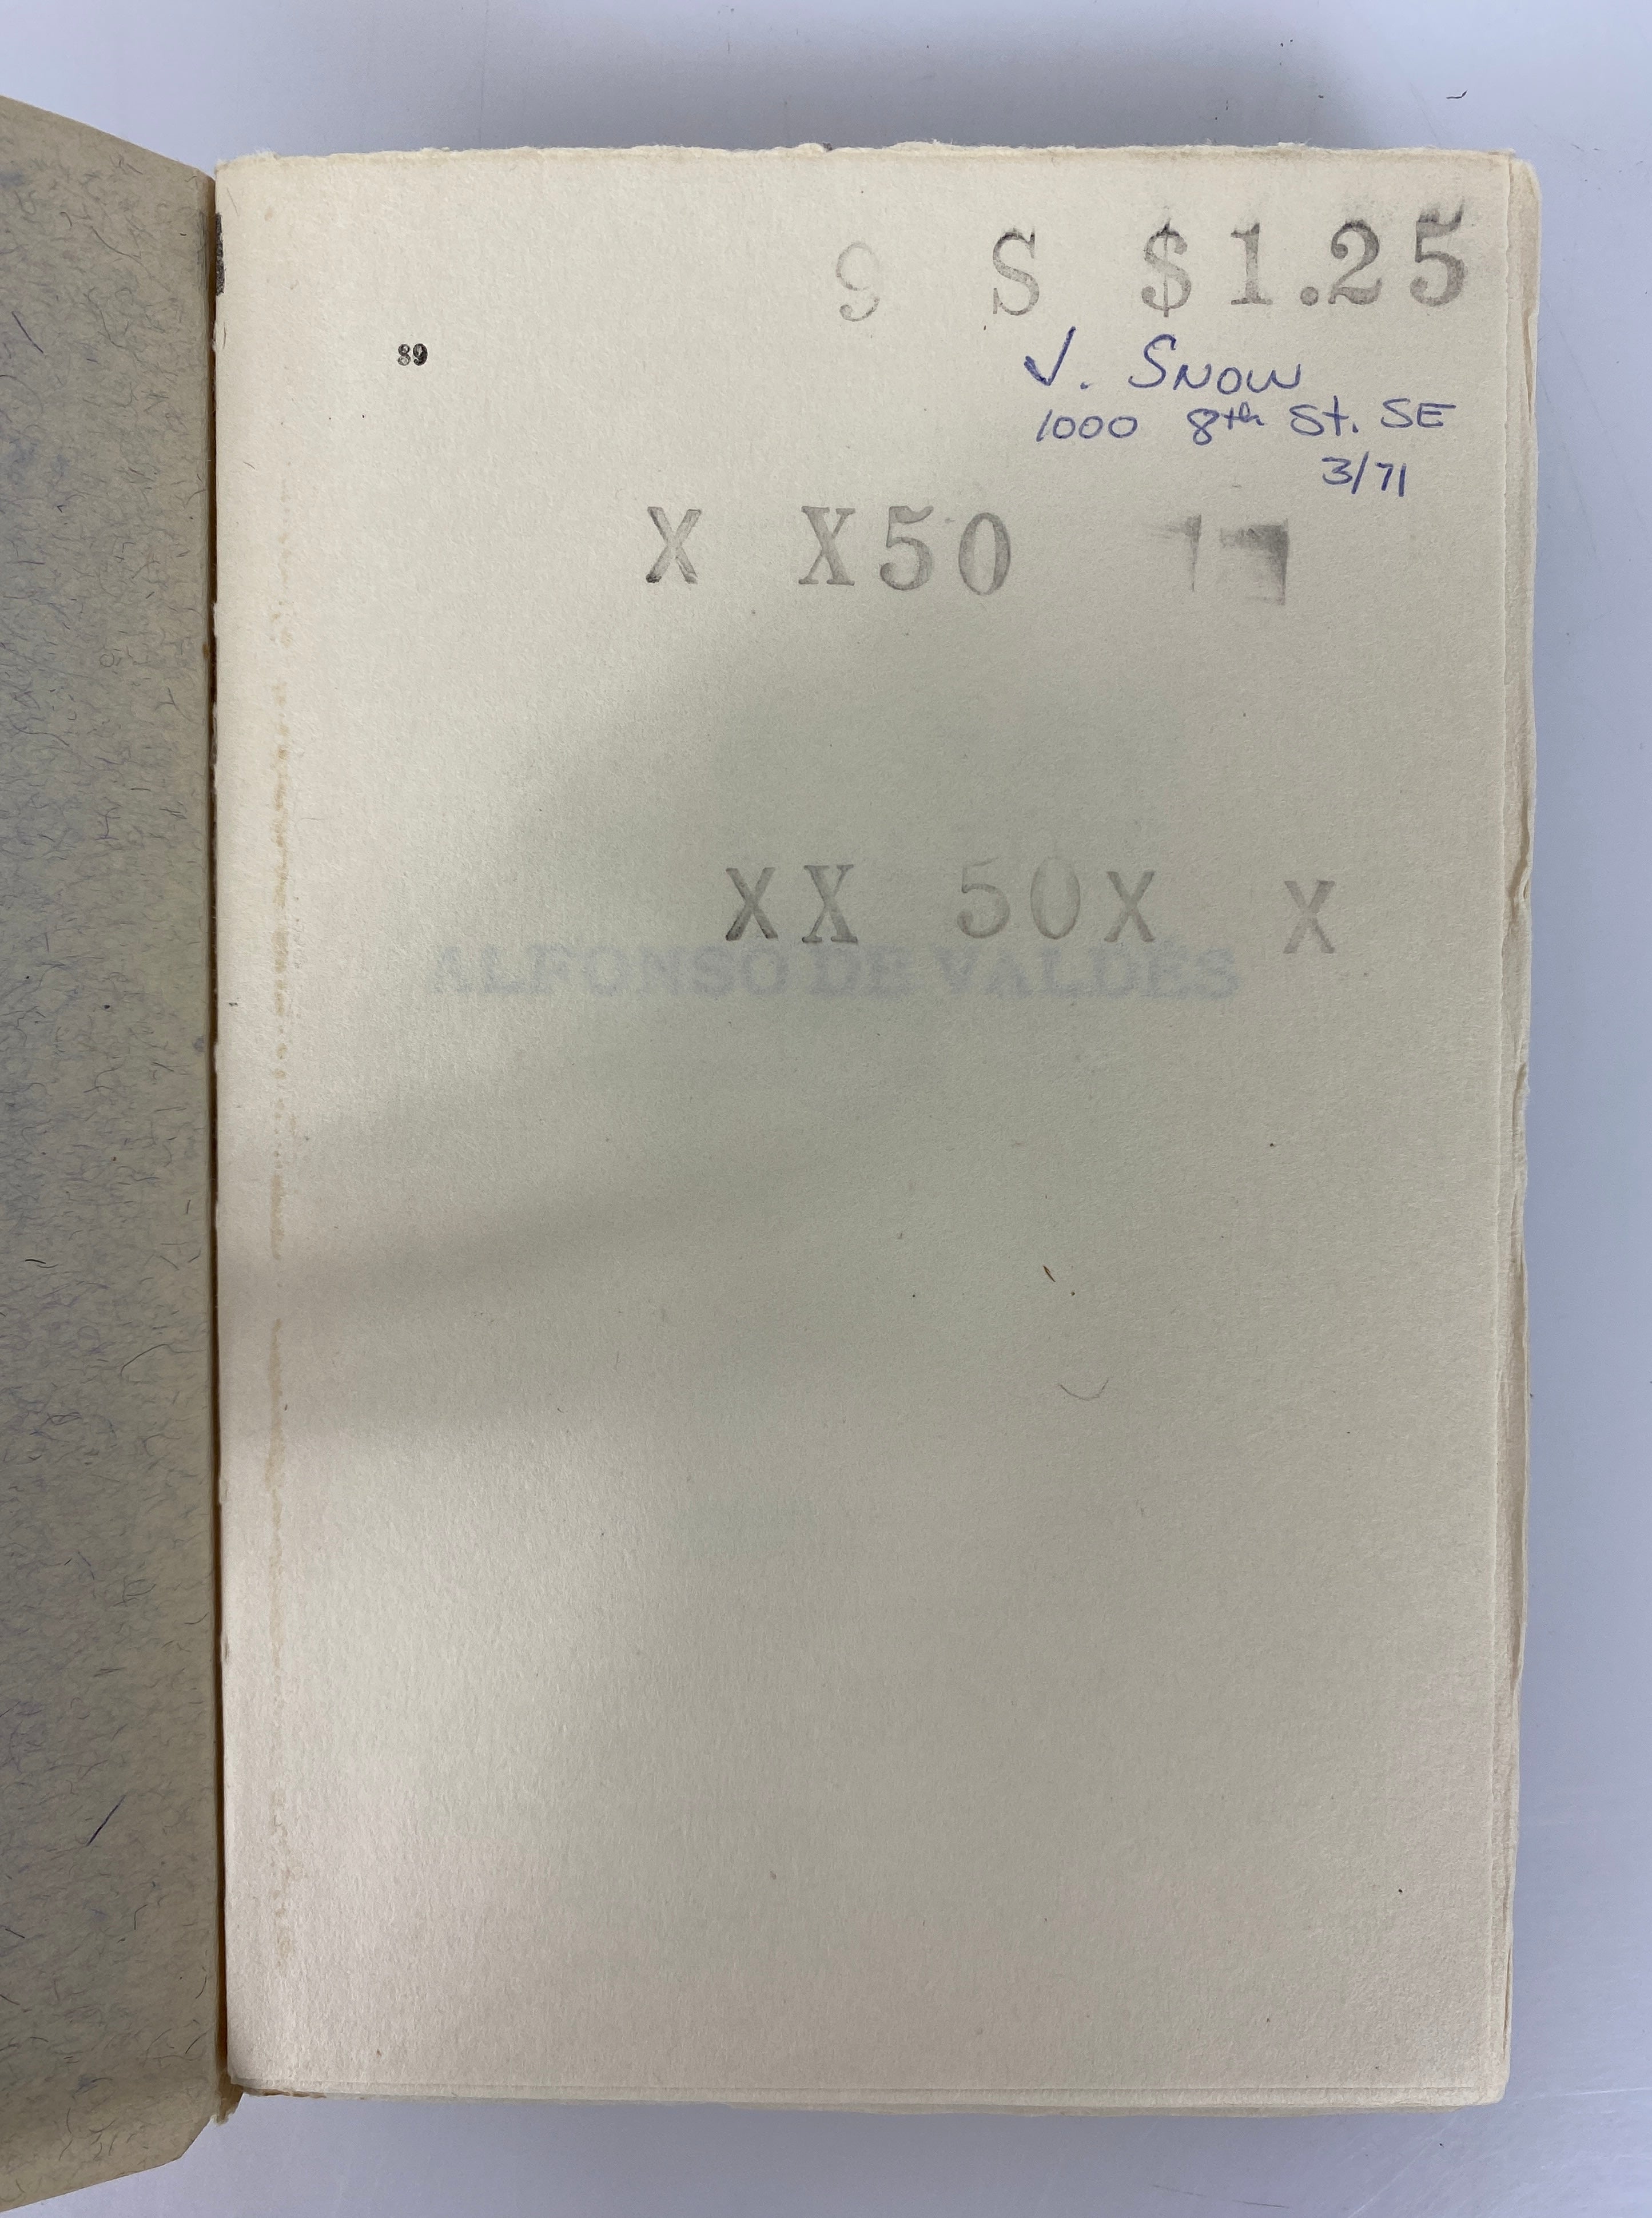 9 S $1.25
89
J. Snow
1000 8th St. SE
3/71
X X50
XX 50X X
ALFONSO DE VALDÉS